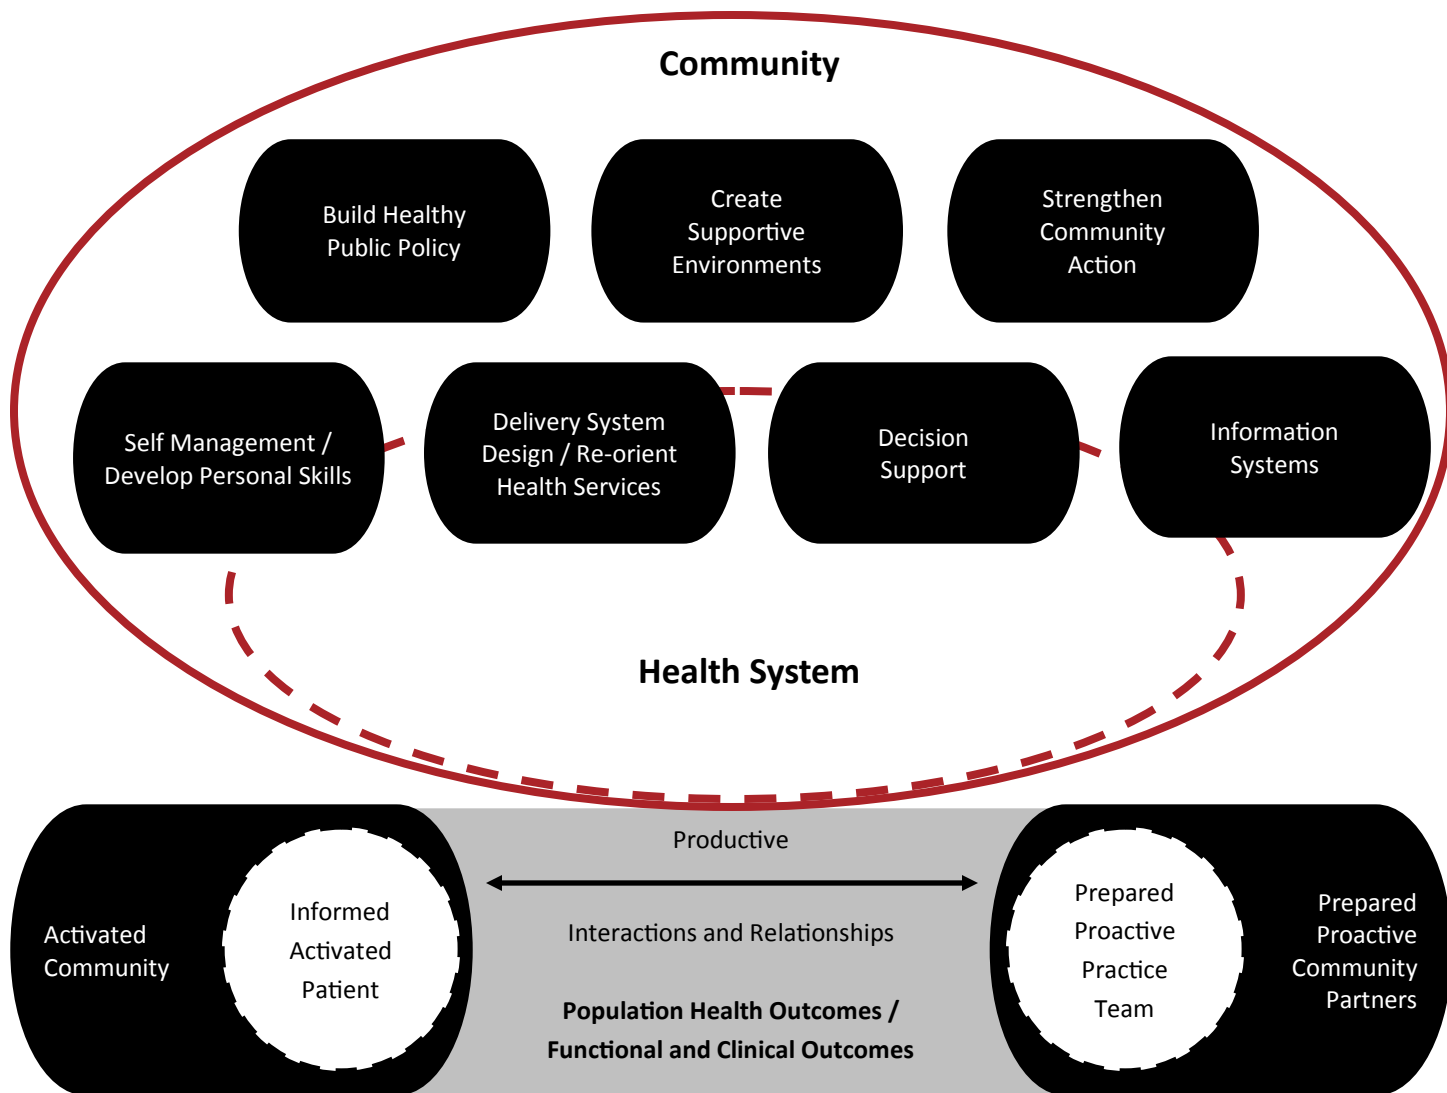 Community
Build Healthy
Public Policy
Create
Supportive
Environments
Strengthen
Community
Action
Self Management /
Develop Personal Skills
Delivery System
Design / Re-orient
Health Services
Decision
Support
Information
Systems
Health System
Activated
Community
Informed
Activated
Patient
Productive
Interactions and Relationships
Population Health Outcomes /
Functional and Clinical Outcomes
Prepared
Proactive
Practice
Team
Prepared
Proactive
Community
Partners